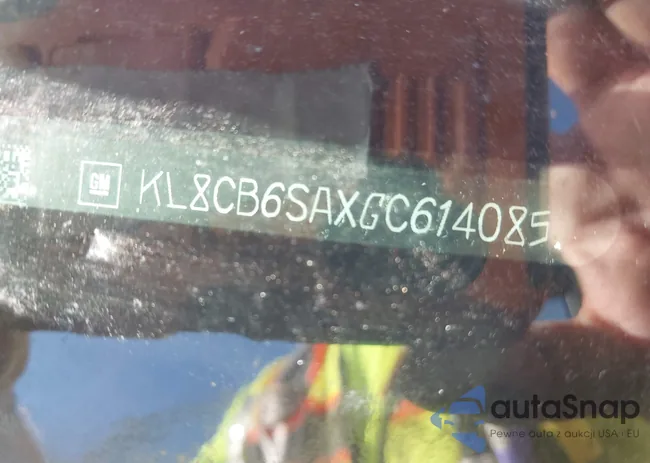 GM KL8CB6SAXGC614085
autaSnap
Pewne auta z aukcji USA i EU